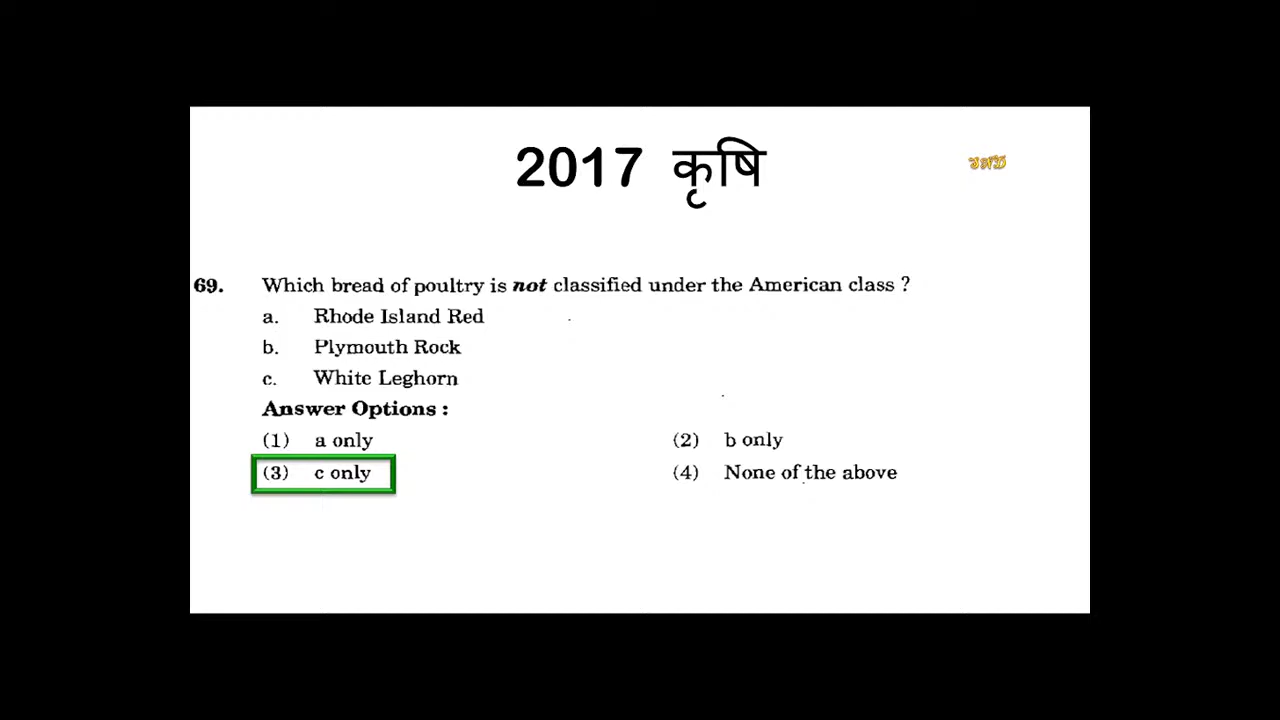 2017 कृषि
JND
69. Which bread of poultry is not classified under the American class ?
a. Rhode Island Red
b. Plymouth Rock
c. White Leghorn
Answer Options :
(1) a only (2) b only
(3) c only (4) None of the above